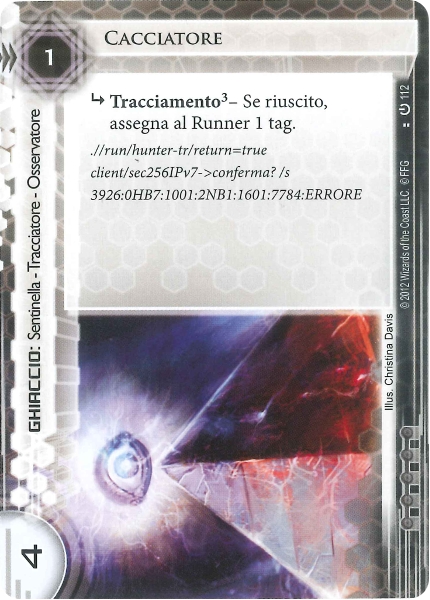 CACCIATORE
1
↳ Tracciamento³– Se riuscito,
assegna al Runner 1 tag.
.//run/hunter-tr/return=true
client/sec256IPv7->conferma? /s
3926:0HB7:1001:2NB1:1601:7784:ERRORE
GHIACCIO: Sentinella - Tracciatore - Osservatore
4
Illus. Christina Davis
© 2012 Wizards of the Coast LLC. © FFG
112